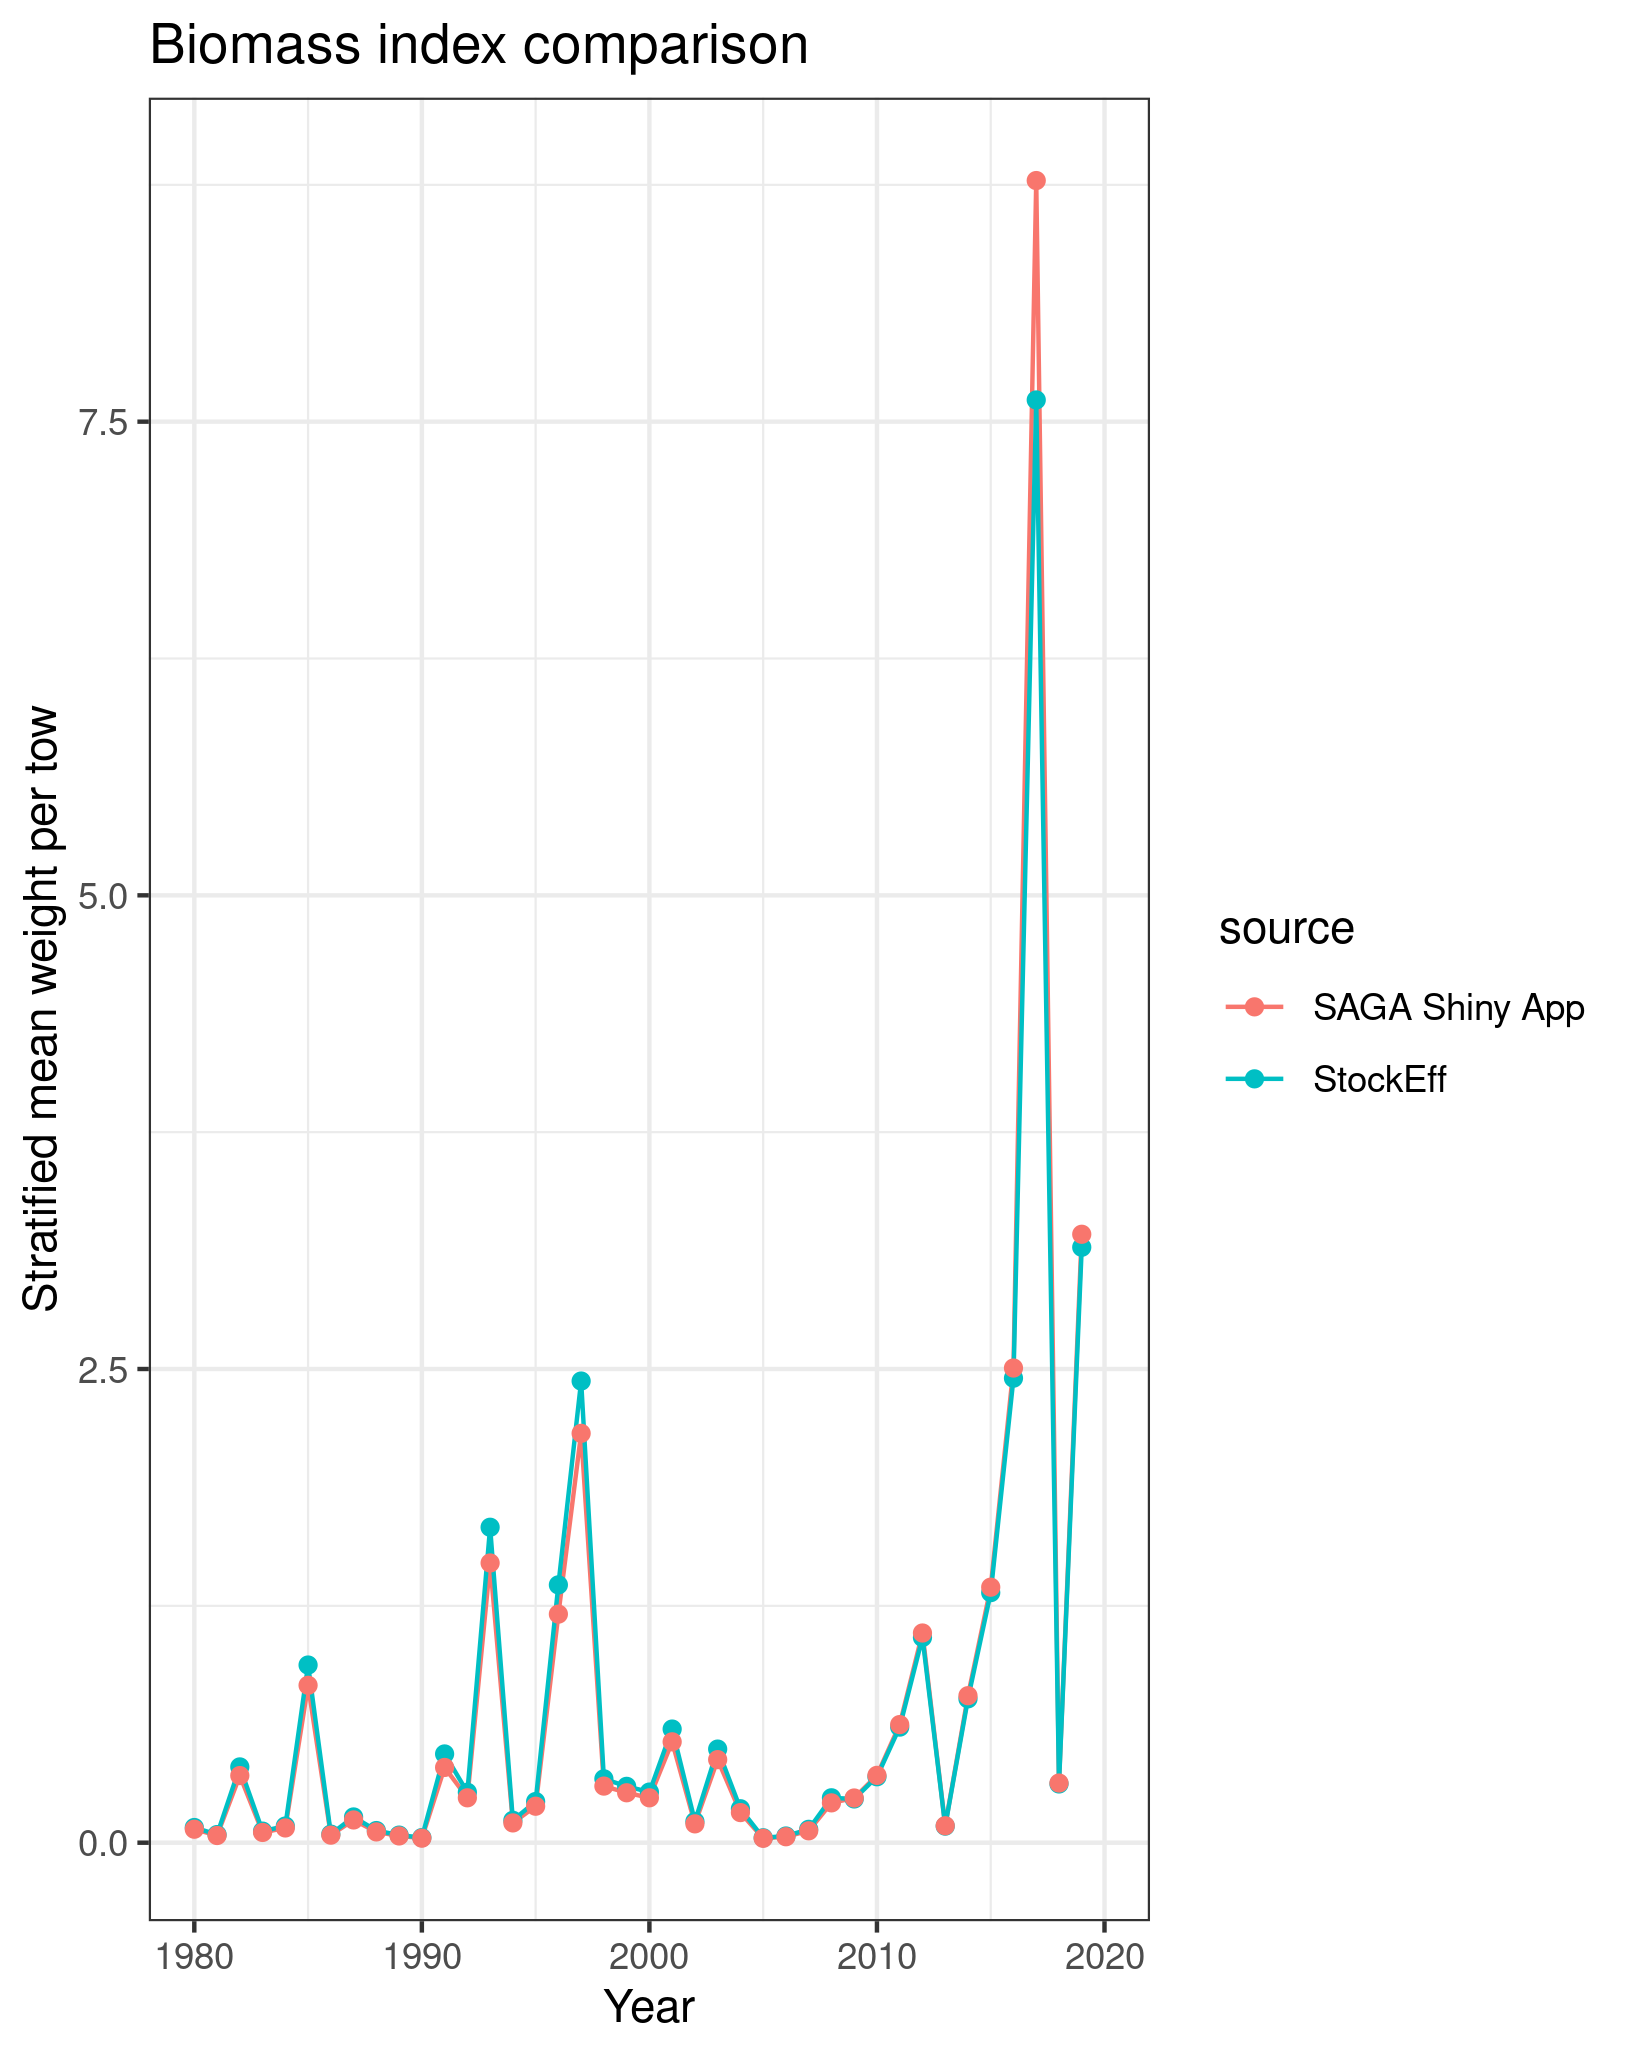 Biomass index comparison
Stratified mean weight per tow
7.5
5.0
2.5
0.0
1980 1990 2000 2010 2020
Year
source
SAGA Shiny App
StockEff